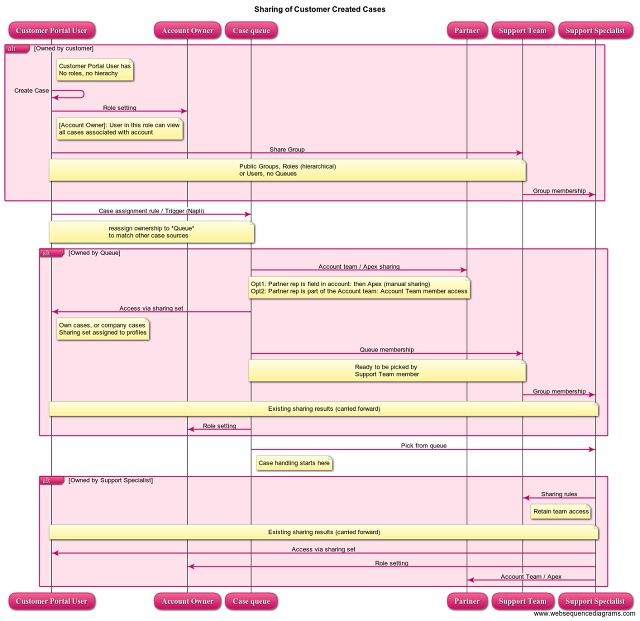 Sharing of Customer Created Cases
Customer Portal User
Account Owner
Case queue
Partner
Support Team
Support Specialist
alt
[Owned by customer]
Customer Portal User has
No roles, no hierachy
Create Case
Role setting
[Account Owner]: User in this role can view
all cases associated with account
Share Group
Public Groups, Roles (hierarchical)
or Users, no Queues
Group membership
Case assignment rule / Trigger (Napli)
reassign ownership to "Queue"
to match other case sources
alt
[Owned by Queue]
Account team / Apex sharing
Opt1: Partner rep is field in account: then Apex (manual sharing)
Opt2: Partner rep is part of the Account team: Account Team member access
Access via sharing set
Own cases, or company cases
Sharing set assigned to profiles
Queue membership
Ready to be picked by
Support Team member
Group membership
Existing sharing results (carried forward)
Role setting
Pick from queue
Case handling starts here
alt
[Owned by Support Specialist]
Sharing rules
Retain team access
Existing sharing results (carried forward)
Access via sharing set
Role setting
Account Team / Apex
Customer Portal User
Account Owner
Case queue
Partner
Support Team
Support Specialist
www.websequencediagrams.com